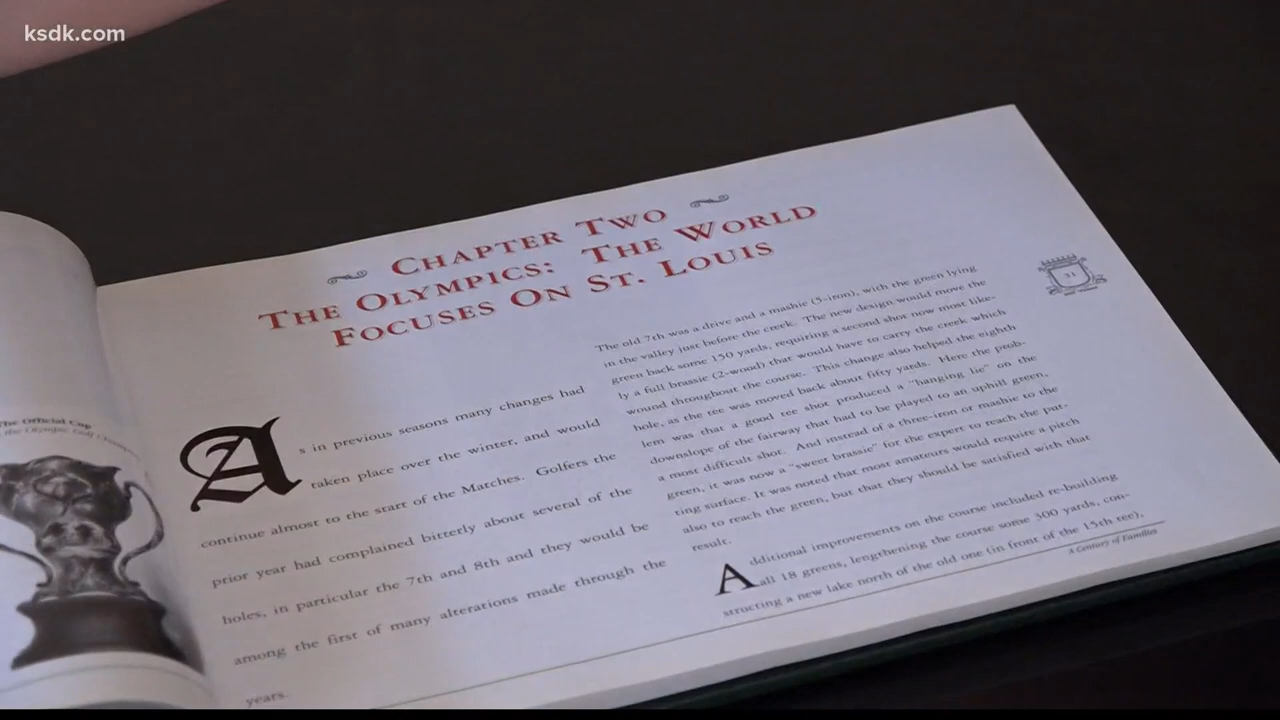 ksdk.com
The Official Cup
the Olympic Golf
CHAPTER TWO
THE OLYMPICS: THE WORLD
FOCUSES ON ST. LOUIS
31
As in previous seasons many changes had
taken place over the winter, and would
continue almost to the start of the Matches. Golfers the
prior year had complained bitterly about several of the
holes, in particular the 7th and 8th and they would be
among the first of many alterations made through the
years.
The old 7th was a drive and a mashie (5-iron), with the green lying
in the valley just before the creek. The new design would move the
green back some 150 yards, requiring a second shot now most like-
ly a full brassie (2-wood) that would have to carry the creek which
wound throughout the course. This change also helped the eighth
hole, as the tee was moved back about fifty yards. Here the prob-
lem was that a good tee shot produced a "hanging lie" on the
downslope of the fairway that had to be played to an uphill green,
a most difficult shot. And instead of a three-iron or mashie to the
green, it was now a "sweet brassie" for the expert to reach the put-
ting surface. It was noted that most amateurs would require a pitch
also to reach the green, but that they should be satisfied with that
result.
Additional improvements on the course included re-building
all 18 greens, lengthening the course some 300 yards, con-
structing a new lake north of the old one (in front of the 15th tee),
A Century of Families